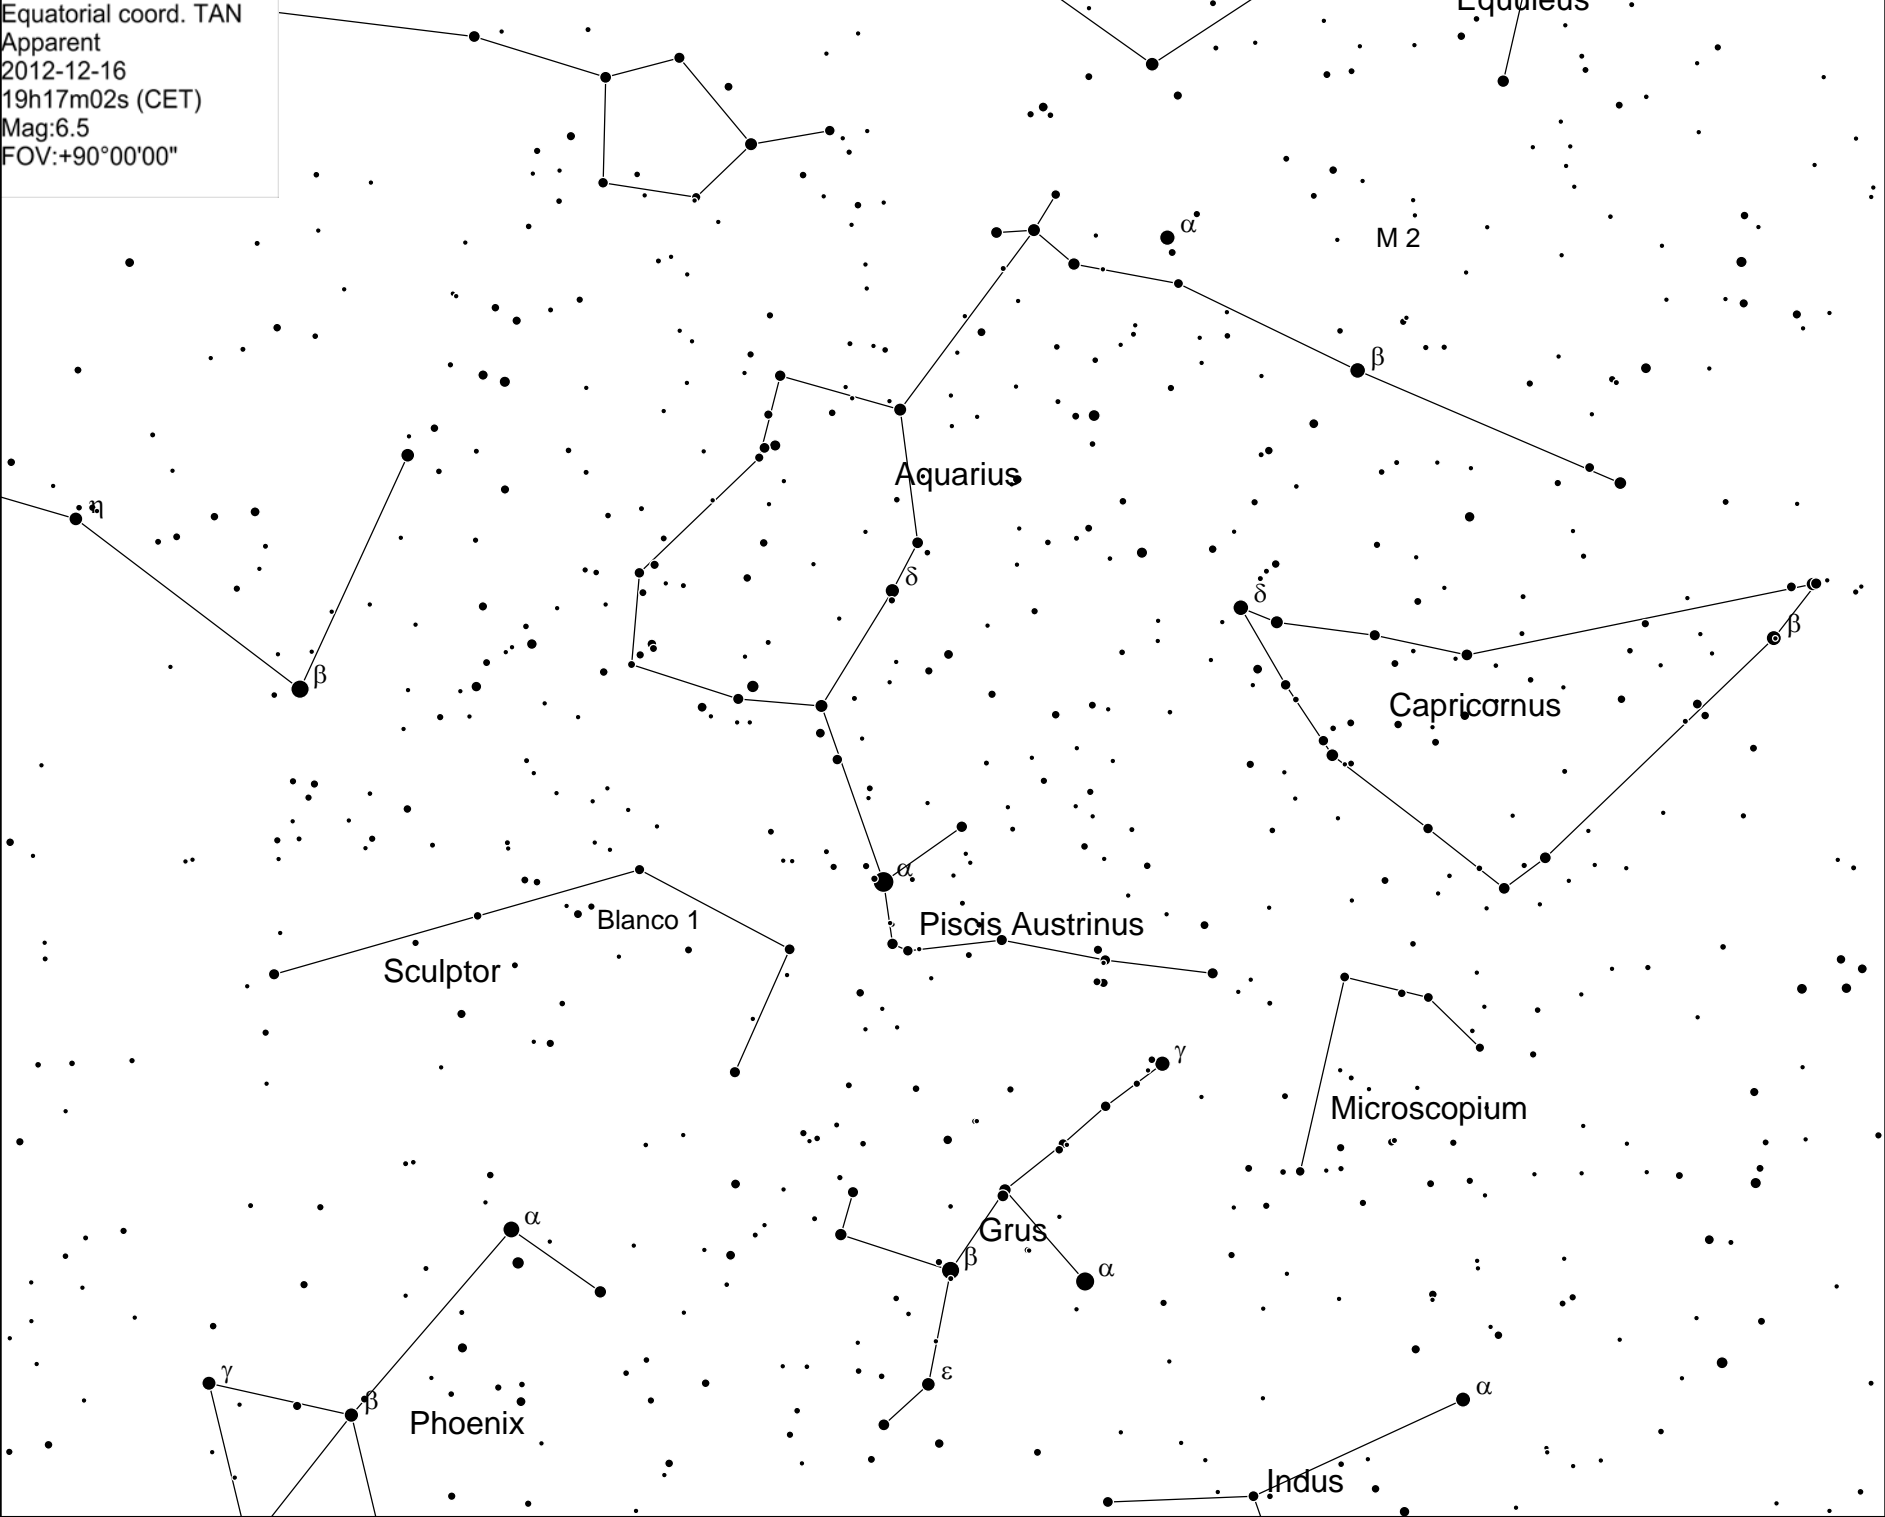 Equatorial coord. TAN
Apparent
2012-12-16
19h17m02s (CET)
Mag:6.5
FOV:+90°00'00"
Equuleus
α
M 2
β
Aquarius
η
δ
δ
β
β
Capricornus
α
Blanco 1
Piscis Austrinus
Sculptor
γ
Microscopium
α
Grus
β
α
γ
β
ε
α
Phoenix
Indus